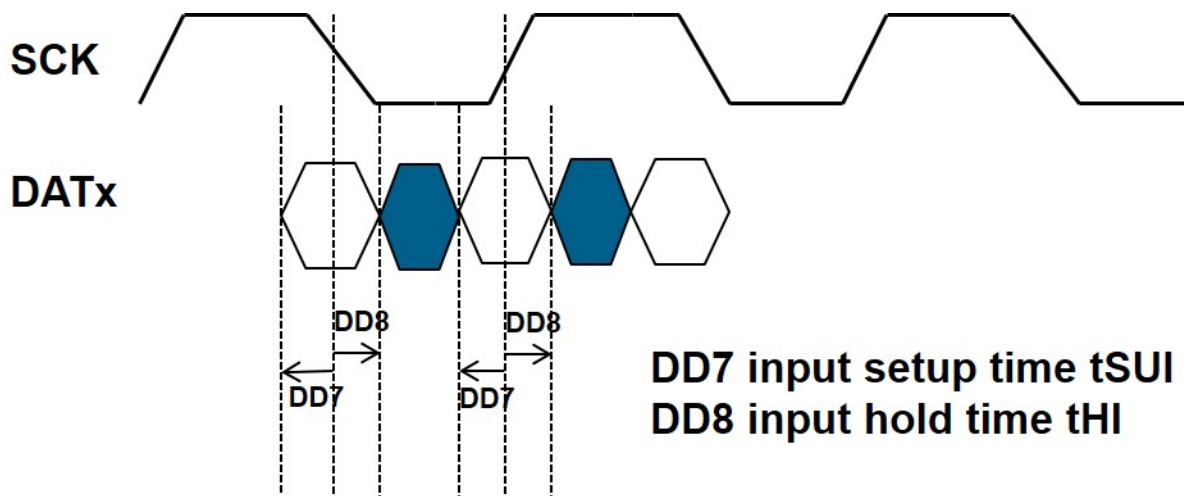 SCK
DATx
DD8
DD8
DD7
DD7
DD7 input setup time tSUI
DD8 input hold time tHI